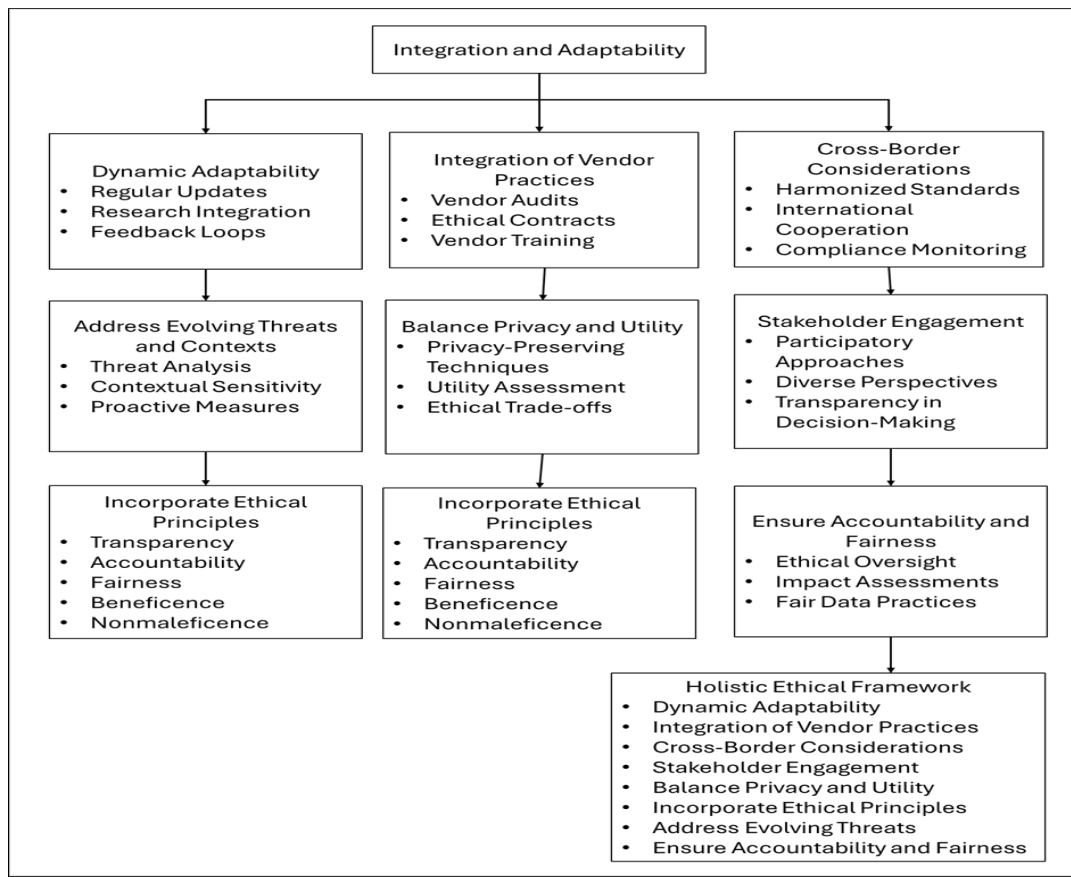 Integration and Adaptability
Dynamic Adaptability
• Regular Updates
• Research Integration
• Feedback Loops
Integration of Vendor
Practices
• Vendor Audits
• Ethical Contracts
• Vendor Training
Cross-Border
Considerations
• Harmonized Standards
• International
Cooperation
• Compliance Monitoring
Address Evolving Threats
and Contexts
• Threat Analysis
• Contextual Sensitivity
• Proactive Measures
Balance Privacy and Utility
• Privacy-Preserving
Techniques
• Utility Assessment
• Ethical Trade-offs
Stakeholder Engagement
• Participatory
Approaches
• Diverse Perspectives
• Transparency in
Decision-Making
Incorporate Ethical
Principles
• Transparency
• Accountability
• Fairness
• Beneficence
• Nonmaleficence
Incorporate Ethical
Principles
• Transparency
• Accountability
• Fairness
• Beneficence
• Nonmaleficence
Ensure Accountability and
Fairness
• Ethical Oversight
• Impact Assessments
• Fair Data Practices
Holistic Ethical Framework
• Dynamic Adaptability
• Integration of Vendor Practices
• Cross-Border Considerations
• Stakeholder Engagement
• Balance Privacy and Utility
• Incorporate Ethical Principles
• Address Evolving Threats
• Ensure Accountability and Fairness